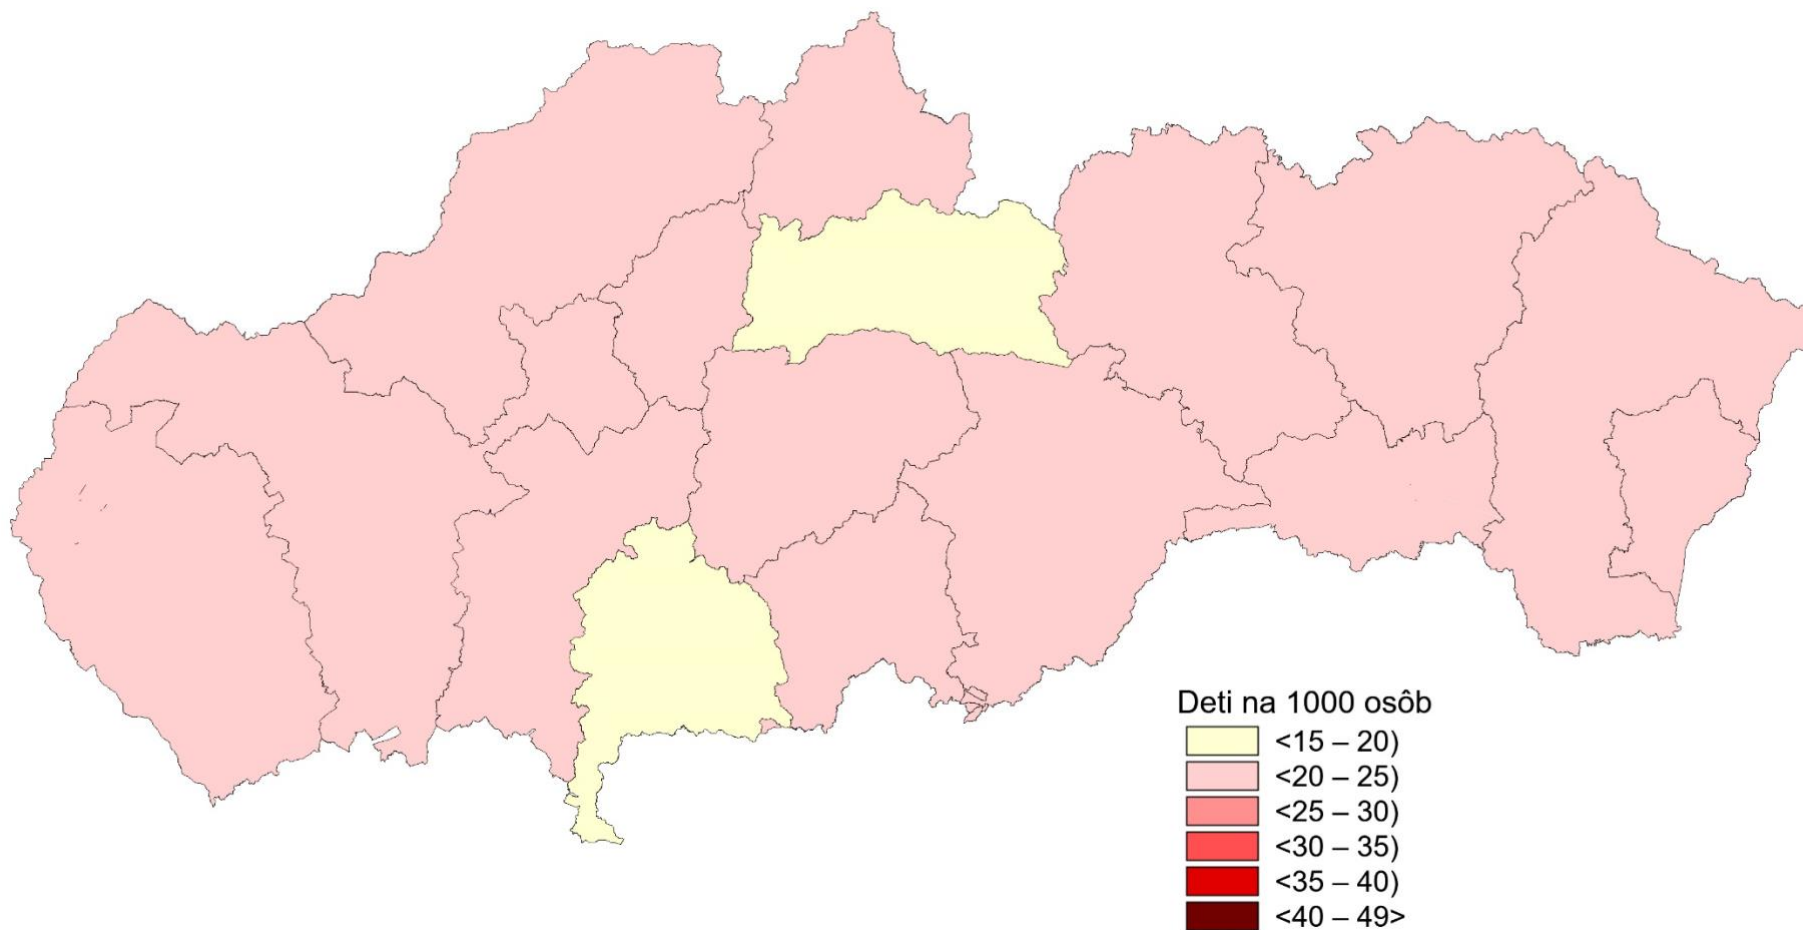 Deti na 1000 osôb
<15 – 20)
<20 – 25)
<25 – 30)
<30 – 35)
<35 – 40)
<40 – 49>